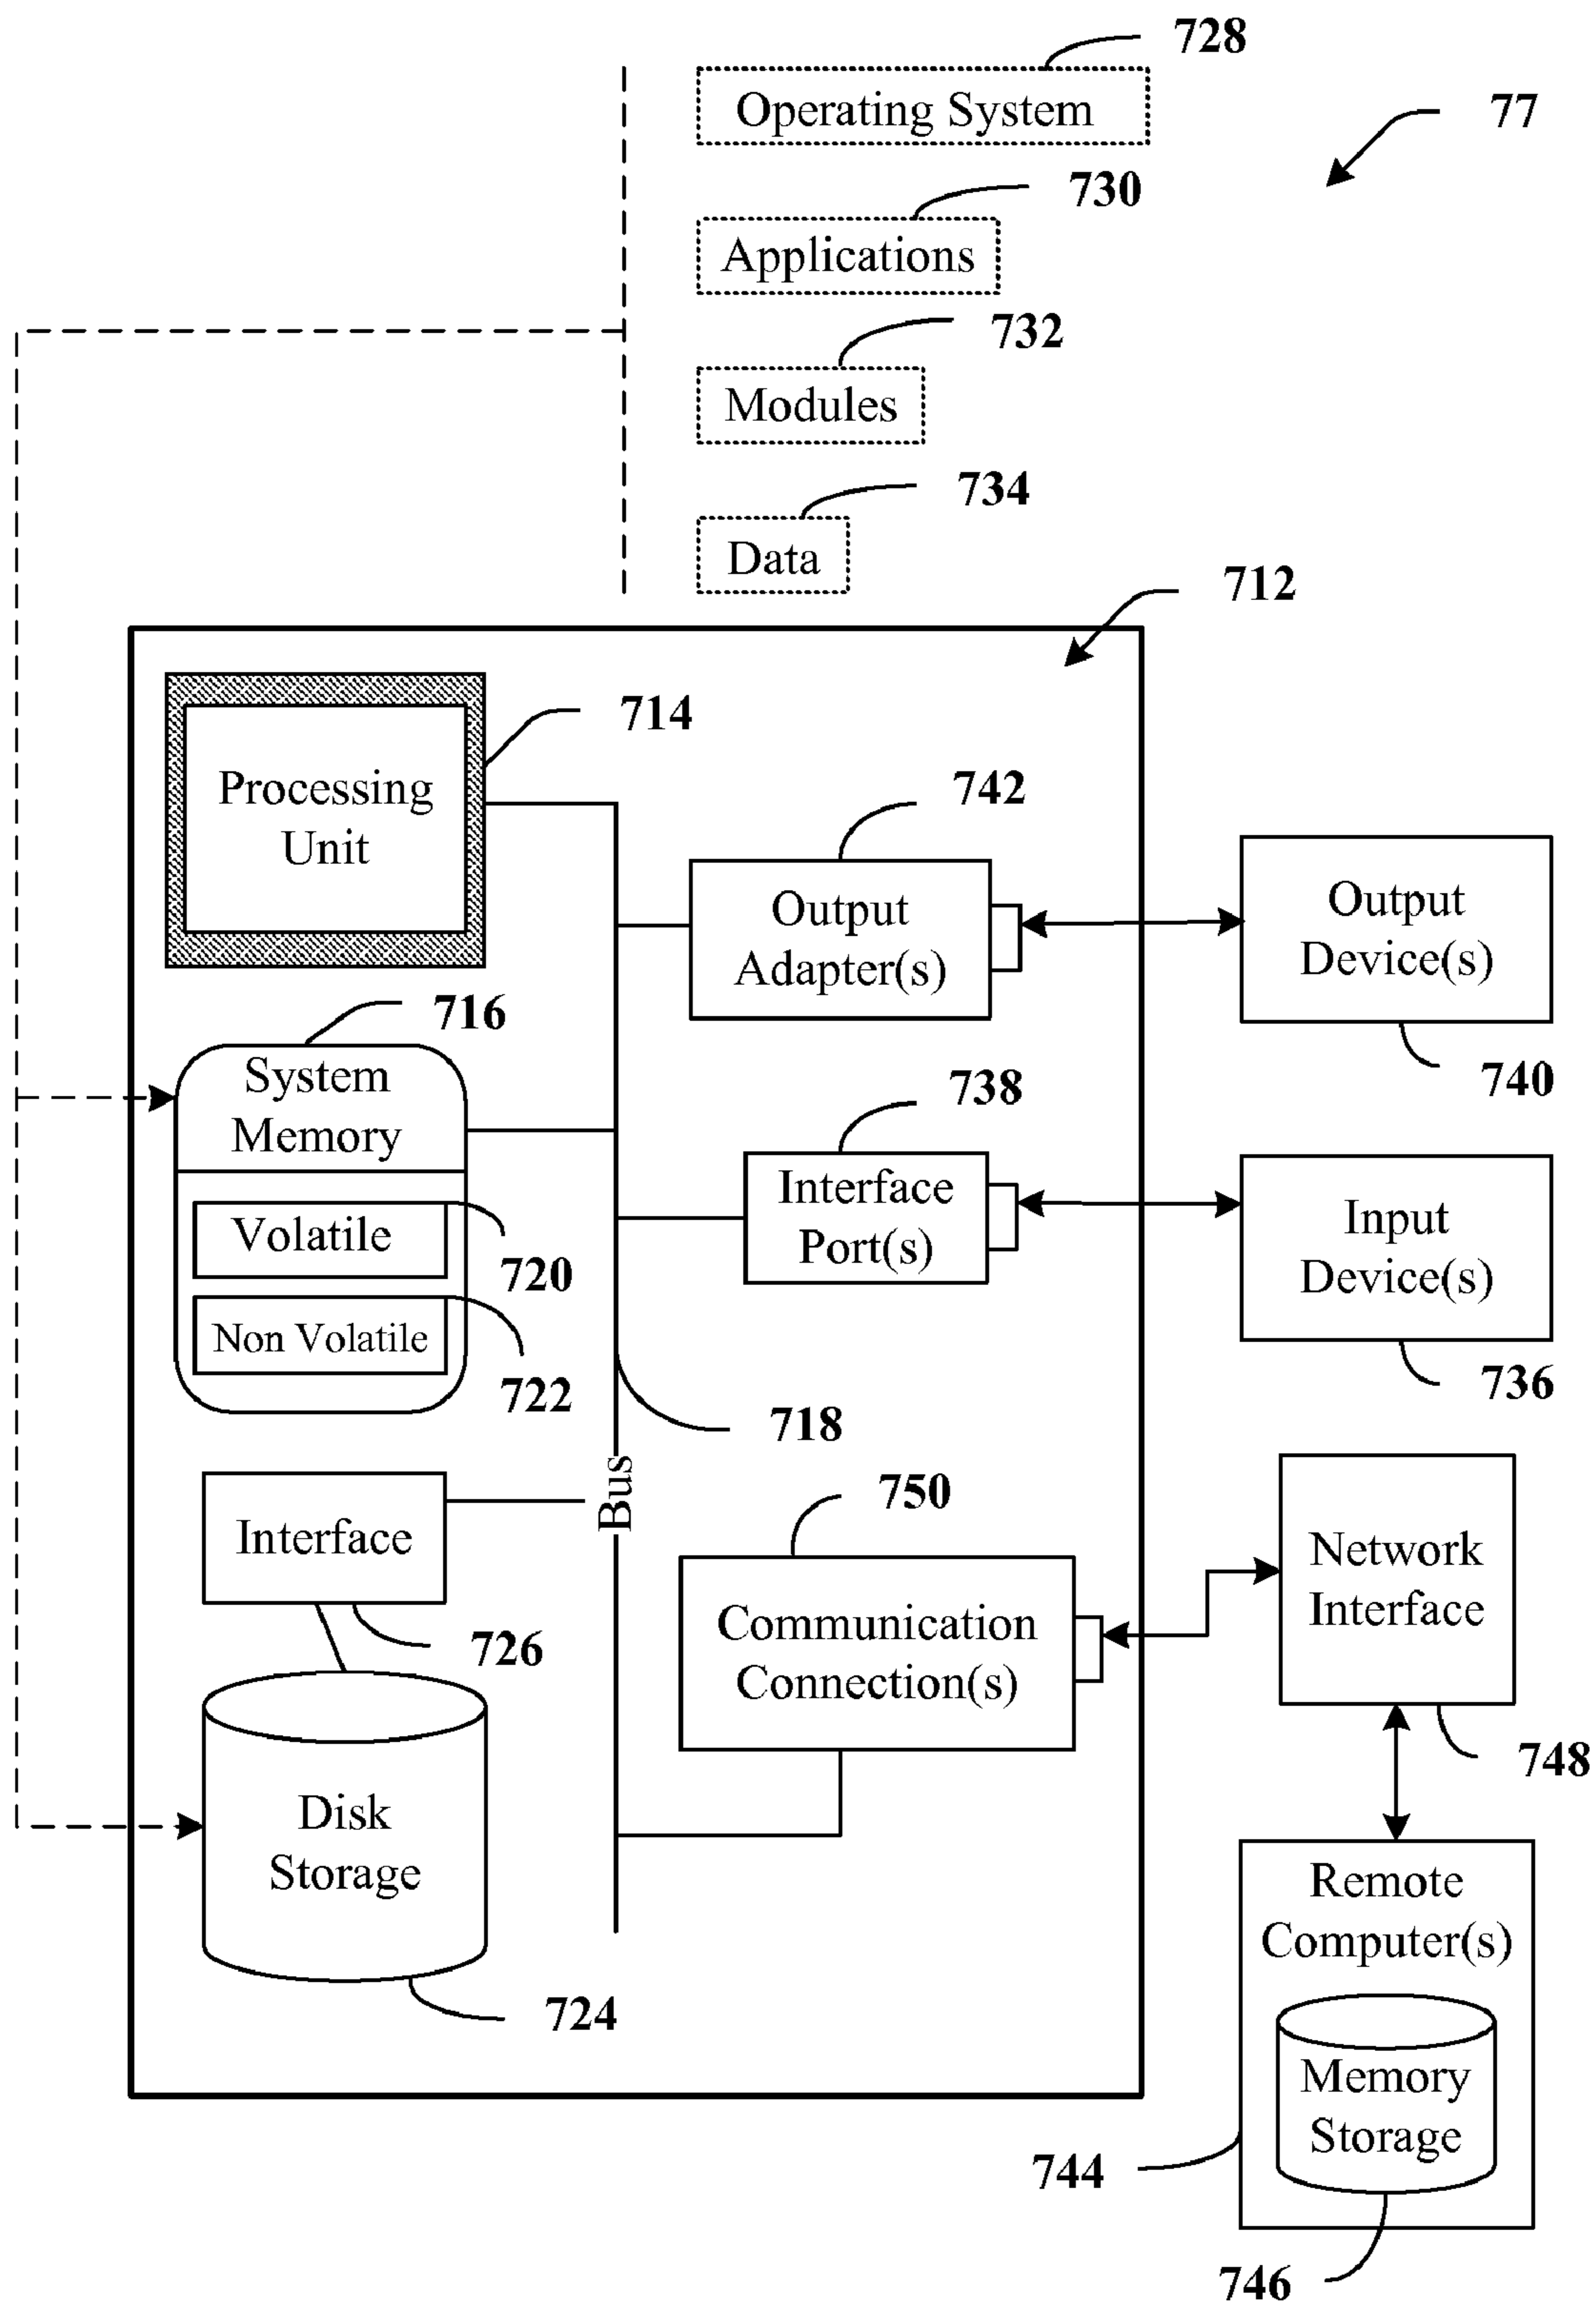 728
Operating System
77
730
Applications
732
Modules
734
Data
712
714
Processing
Unit
742
Output
Adapter(s)
Output
Device(s)
740
716
System
Memory
738
Interface
Port(s)
Input
Device(s)
736
Volatile
720
Non Volatile
722
718
Bus
750
Interface
726
Communication
Connection(s)
Network
Interface
748
Disk
Storage
724
Remote
Computer(s)
Memory
Storage
744
746